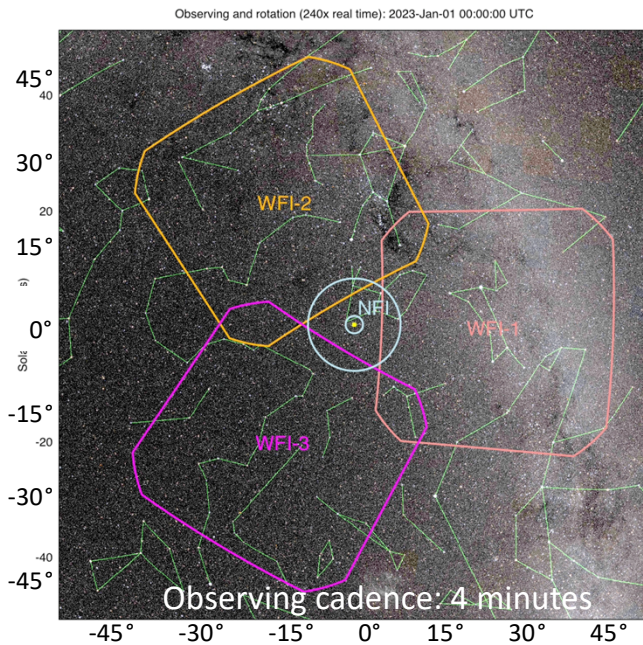 Observing and rotation (240x real time): 2023-Jan-01 00:00:00 UTC
45°
40
30°
WFI-2
20
15°
s)
NFI
0°
WFI-1
Sola
-15°
-20
WFI-3
-30°
-40
-45°
Observing cadence: 4 minutes
-45° -30° -15° 0° 15° 30° 45°